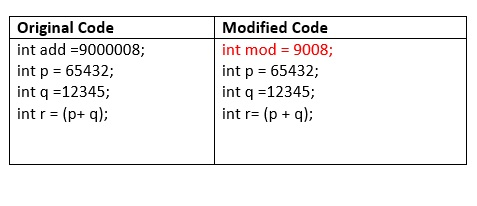 Original Code
Modified Code
int add =9000008;
int mod = 9008;
int p = 65432;
int p = 65432;
int q =12345;
int q =12345;
int r = (p+ q);
int r= (p + q);